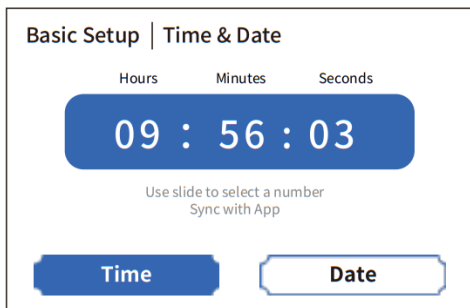 Basic Setup | Time & Date
Hours Minutes Seconds
09 : 56 : 03
Use slide to select a number
Sync with App
Time Date